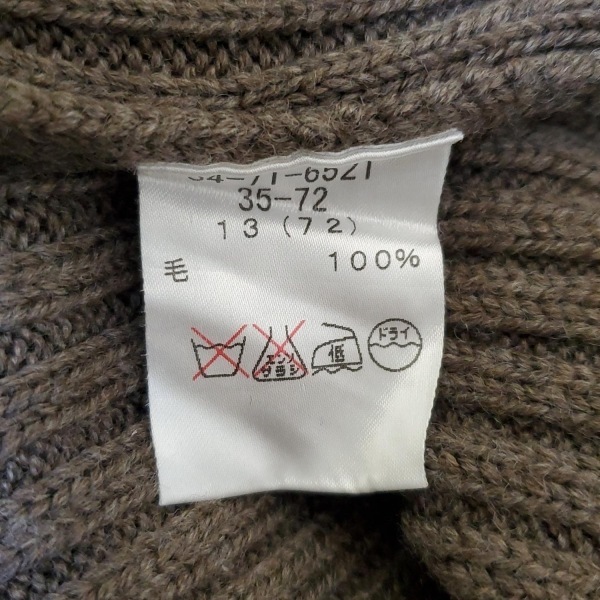 35-72
13(72)
毛 100%
エンソ
サラシ
低
ドライ